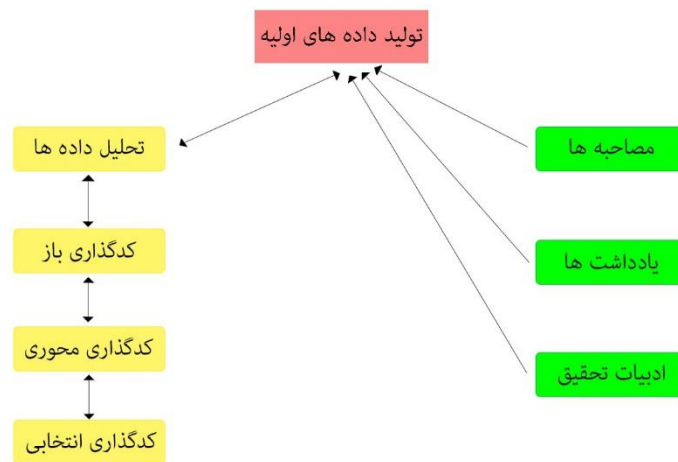 تولید داده های اولیه
مصاحبه ها
تحلیل داده ها
یادداشت ها
کدگذاری باز
کدگذاری محوری
ادبیات تحقیق
کدگذاری انتخابی